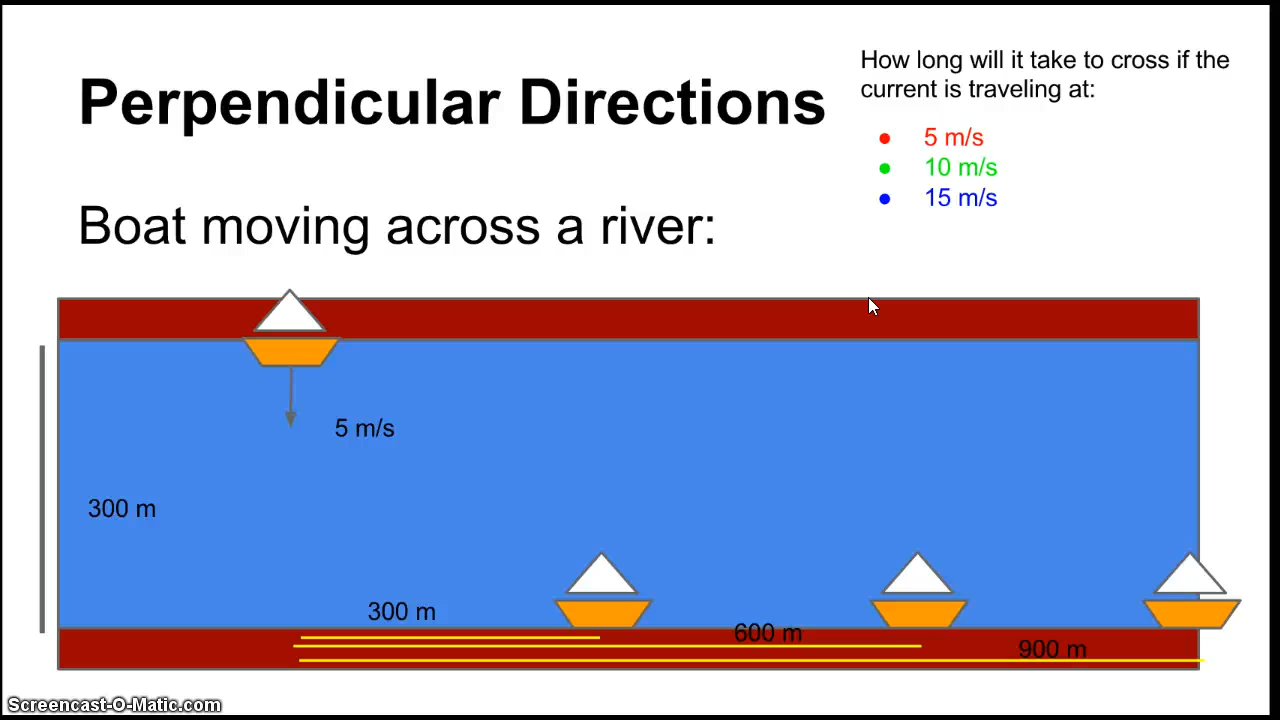 Perpendicular Directions
How long will it take to cross if the
current is traveling at:
● 5 m/s
● 10 m/s
● 15 m/s
Boat moving across a river:
5 m/s
300 m
300 m
600 m
900 m
Screencast-O-Matic.com